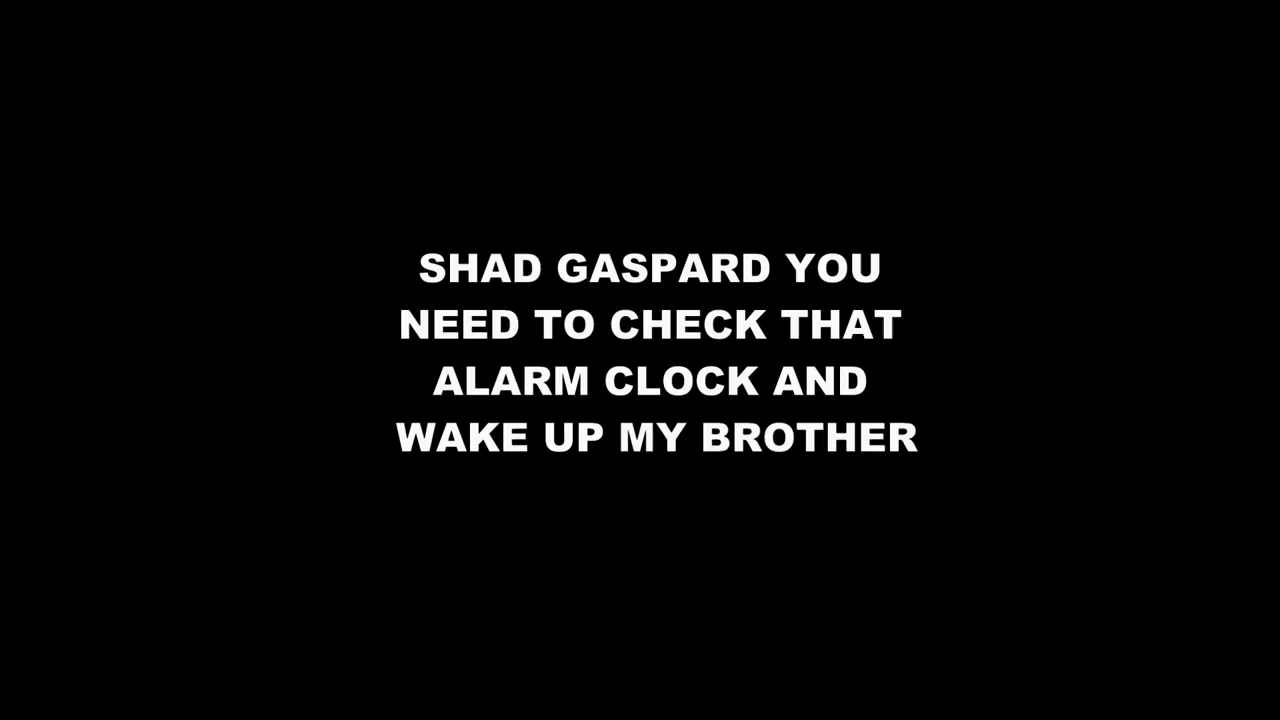 SHAD GASPARD YOU
NEED TO CHECK THAT
ALARM CLOCK AND
WAKE UP MY BROTHER